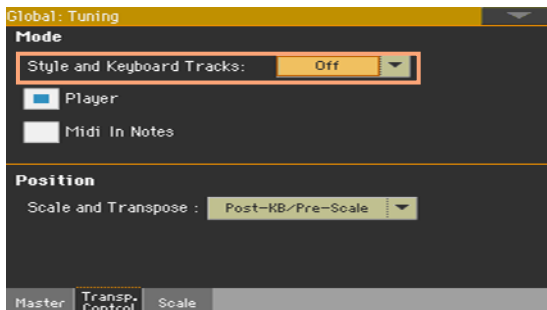 Global: Tuning
Mode
Style and Keyboard Tracks: Off
Player
Midi In Notes
Position
Scale and Transpose : Post-KB/Pre-Scale
Master Transp. Control Scale